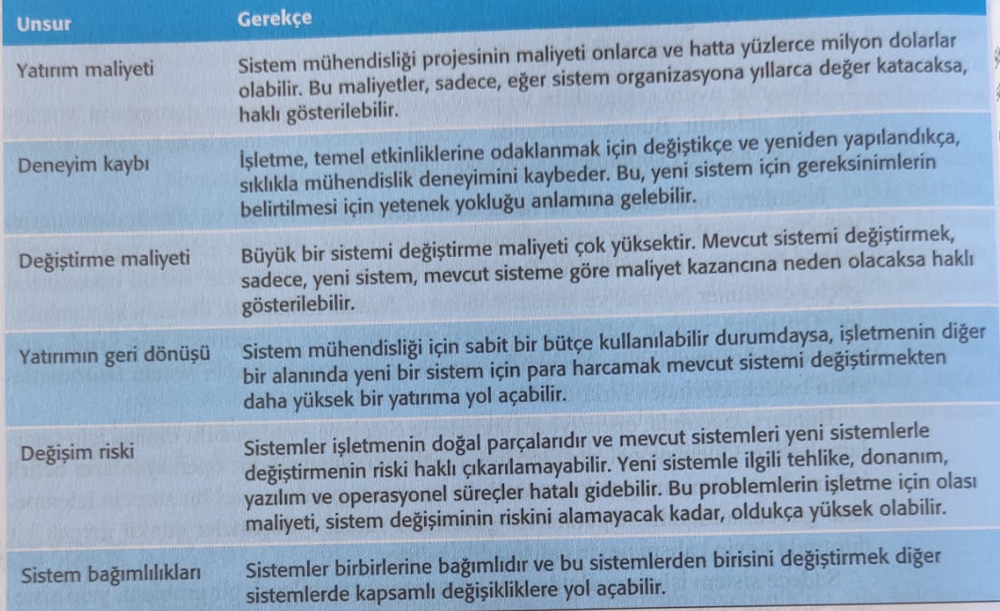 Unsur Gerekçe
Yatırım maliyeti Sistem mühendisliği projesinin maliyeti onlarca ve hatta yüzlerce milyon dolarlar
olabilir. Bu maliyetler, sadece, eğer sistem organizasyona yıllarca değer katacaksa,
haklı gösterilebilir.
Deneyim kaybı İşletme, temel etkinliklerine odaklanmak için değiştikçe ve yeniden yapılandıkça,
sıklıkla mühendislik deneyimini kaybeder. Bu, yeni sistem için gereksinimlerin
belirtilmesi için yetenek yokluğu anlamına gelebilir.
Değiştirme maliyeti Büyük bir sistemi değiştirme maliyeti çok yüksektir. Mevcut sistemi değiştirmek,
sadece, yeni sistem, mevcut sisteme göre maliyet kazancına neden olacaksa haklı
gösterilebilir.
Yatırımın geri dönüşü Sistem mühendisliği için sabit bir bütçe kullanılabilir durumdaysa, işletmenin diğer
bir alanında yeni bir sistem için para harcamak mevcut sistemi değiştirmekten
daha yüksek bir yatırıma yol açabilir.
Değişim riski Sistemler işletmenin doğal parçalarıdır ve mevcut sistemleri yeni sistemlerle
değiştirmenin riski haklı çıkarılamayabilir. Yeni sistemle ilgili tehlike, donanım,
yazılım ve operasyonel süreçler hatalı gidebilir. Bu problemlerin işletme için olası
maliyeti, sistem değişiminin riskini alamayacak kadar, oldukça yüksek olabilir.
Sistem bağımlılıkları Sistemler birbirlerine bağımlıdır ve bu sistemlerden birisini değiştirmek diğer
sistemlerde kapsamlı değişikliklere yol açabilir.